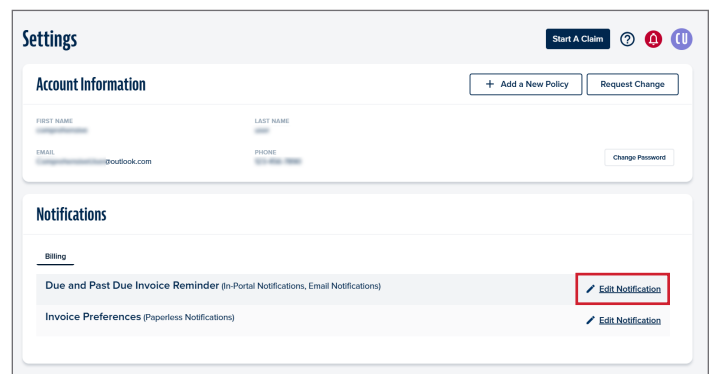 Settings
Start A Claim
CU
Account Information
+ Add a New Policy
Request Change
FIRST NAME
LAST NAME
EMAIL
PHONE
@outlook.com
Change Password
Notifications
Billing
Due and Past Due Invoice Reminder (In-Portal Notifications, Email Notifications)
Edit Notification
Invoice Preferences (Paperless Notifications)
Edit Notification